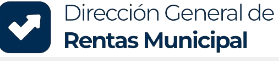 Dirección General de
Rentas Municipal